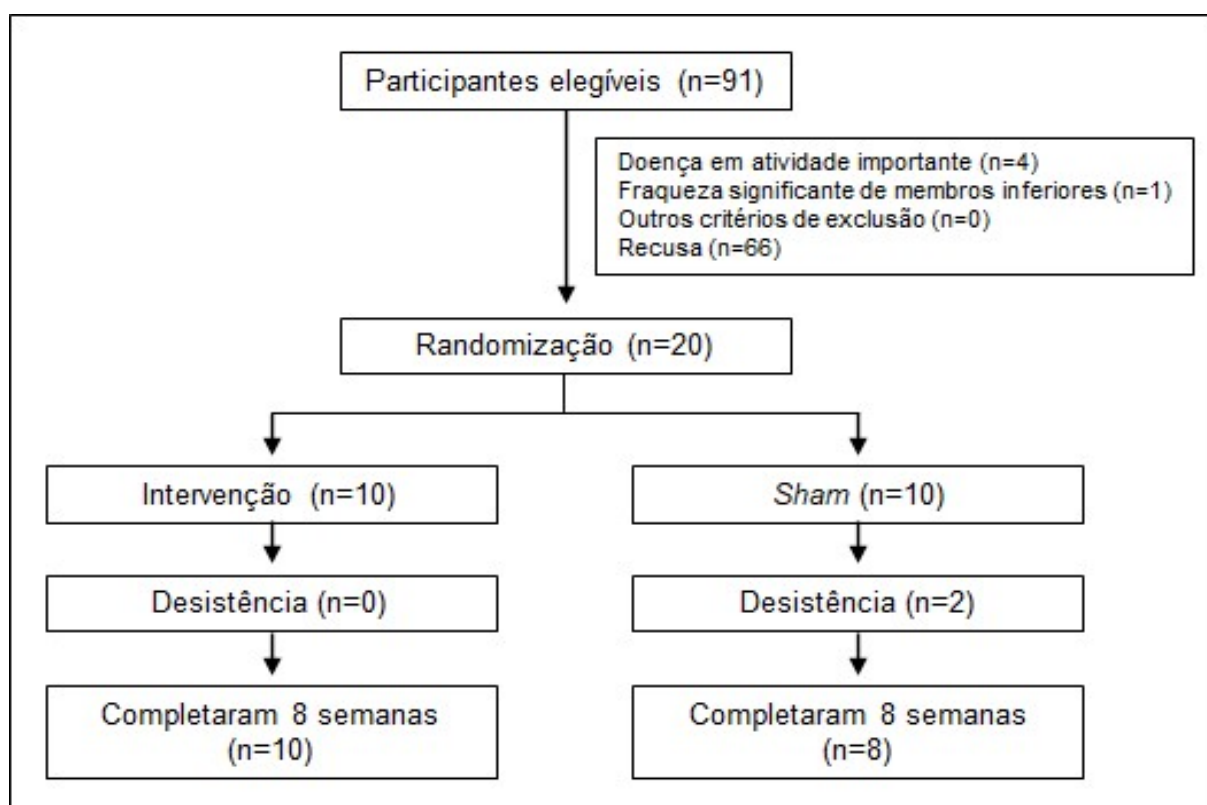 Participantes elegíveis (n=91)
Doença em atividade importante (n=4)
Fraqueza significante de membros inferiores (n=1)
Outros critérios de exclusão (n=0)
Recusa (n=66)
Randomização (n=20)
Intervenção (n=10)
Sham (n=10)
Desistência (n=0)
Desistência (n=2)
Completaram 8 semanas
(n=10)
Completaram 8 semanas
(n=8)